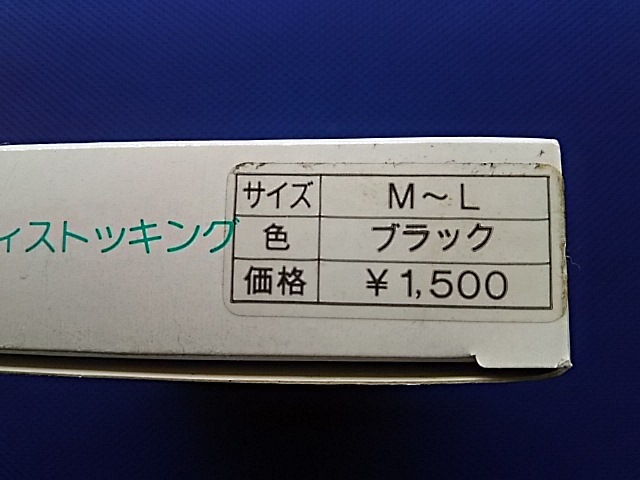 ィストッキング
サイズ M～L
色 ブラック
価格 ￥1,500